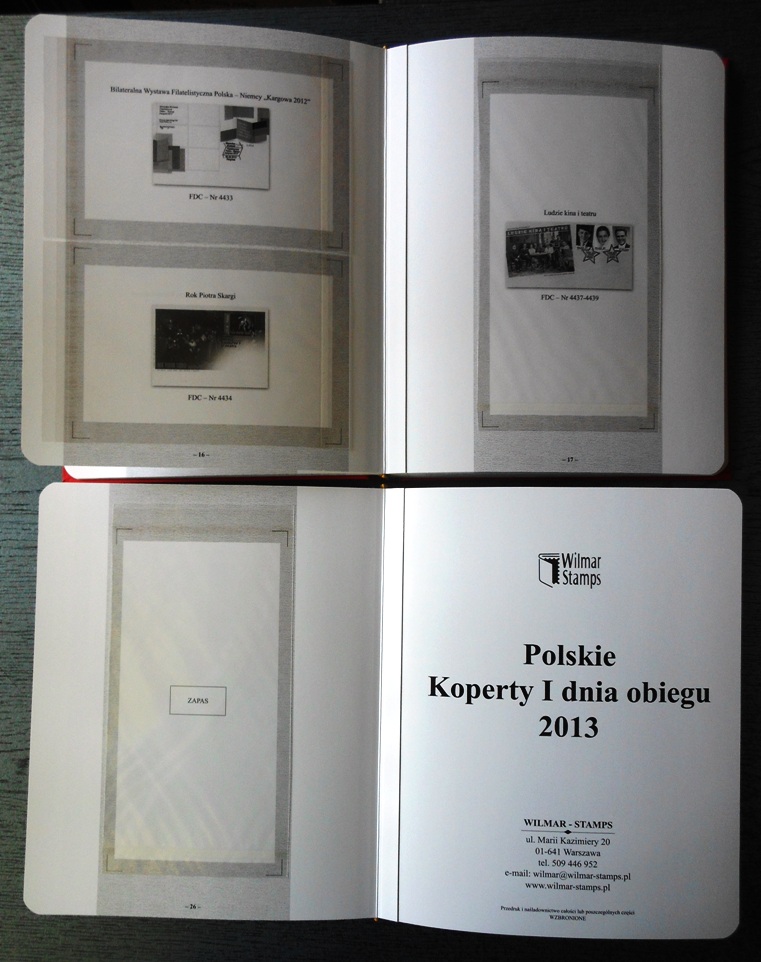 Bilateralna Wystawa Filatelistyczna Polska – Niemcy „Kargowa 2012”
FDC – Nr 4433
Rok Piotra Skargi
FDC – Nr 4434
– 16 –
Ludzie kina i teatru
LUDZIE KINA I TEATRU
FDC – Nr 4437-4439
– 17 –
ZAPAS
– 26 –
Wilmar
Stamps
Polskie
Koperty I dnia obiegu
2013
WILMAR - STAMPS
ul. Marii Kazimiery 20
01-641 Warszawa
tel. 509 446 952
e-mail: wilmar@wilmar-stamps.pl
www.wilmar-stamps.pl
Przedruk i naśladownictwo całości lub poszczególnych części
WZBRONIONE